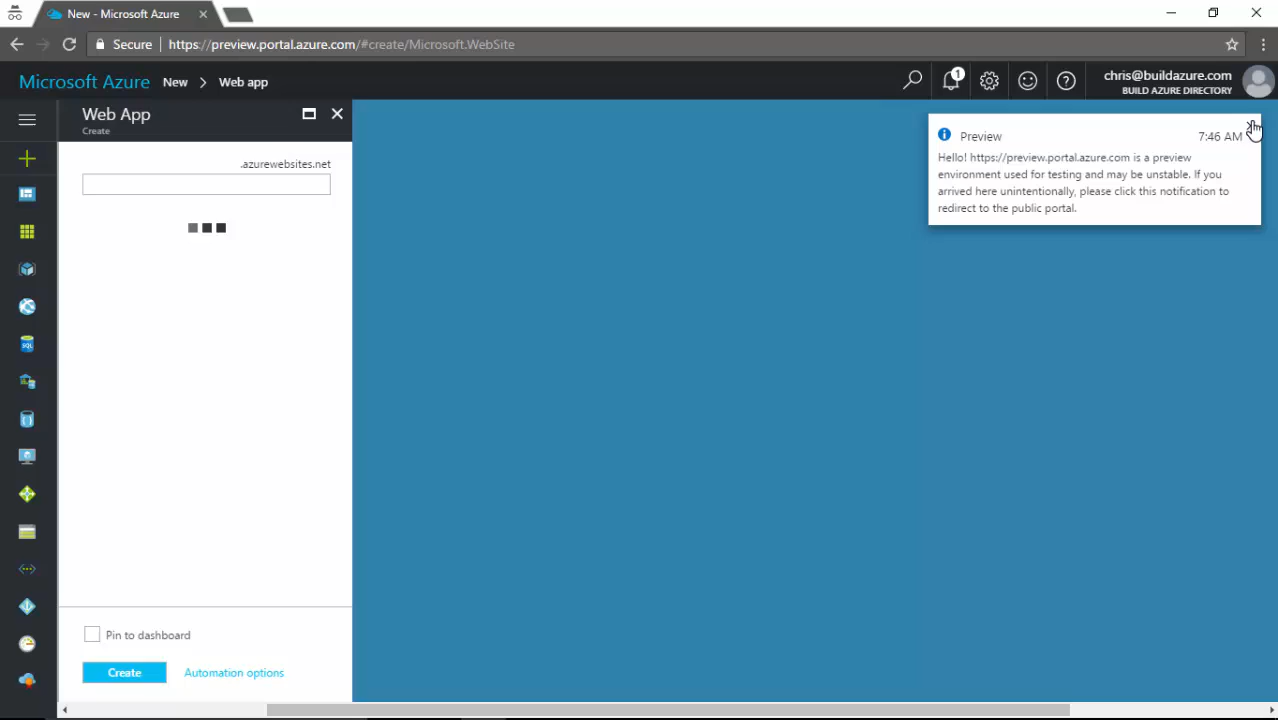 New - Microsoft Azure
Secure
https://preview.portal.azure.com/#create/Microsoft.WebSite
Microsoft Azure New Web app
1
chris@buildazure.com
BUILD AZURE DIRECTORY
Web App
Create
.azurewebsites.net
Preview 7:46 AM
Hello! https://preview.portal.azure.com is a preview
environment used for testing and may be unstable. If you
arrived here unintentionally, please click this notification to
redirect to the public portal.
SQL
Pin to dashboard
Create Automation options